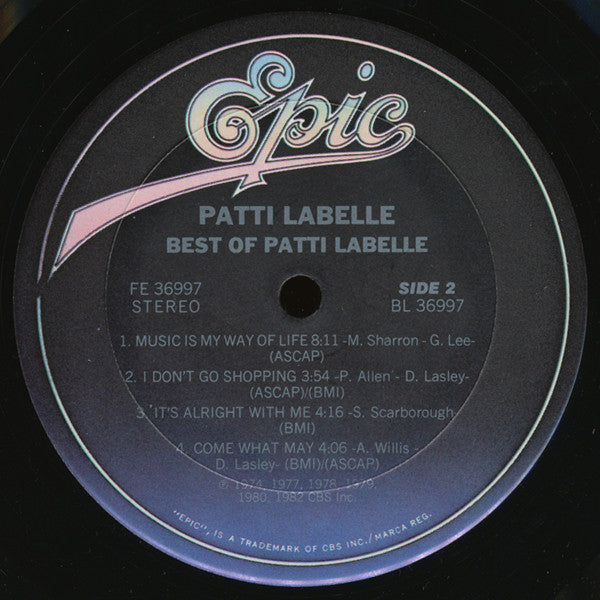 Epic
PATTI LABELLE
BEST OF PATTI LABELLE
FE 36997 SIDE 2
STEREO BL 36997
1. MUSIC IS MY WAY OF LIFE 8:11 -M. Sharron - G. Lee-
(ASCAP)
2. I DON'T GO SHOPPING 3:54 -P. Allen - D. Lasley-
(ASCAP)/(BMI)
3. IT'S ALRIGHT WITH ME 4:16 -S. Scarborough-
(BMI)
4. COME WHAT MAY 4:06 -A. Willis -
D. Lasley- (BMI)/(ASCAP)
℗ 1974, 1977, 1978, 1979,
1980, 1982 CBS Inc.
"EPIC", IS A TRADEMARK OF CBS INC./MARCA REG.